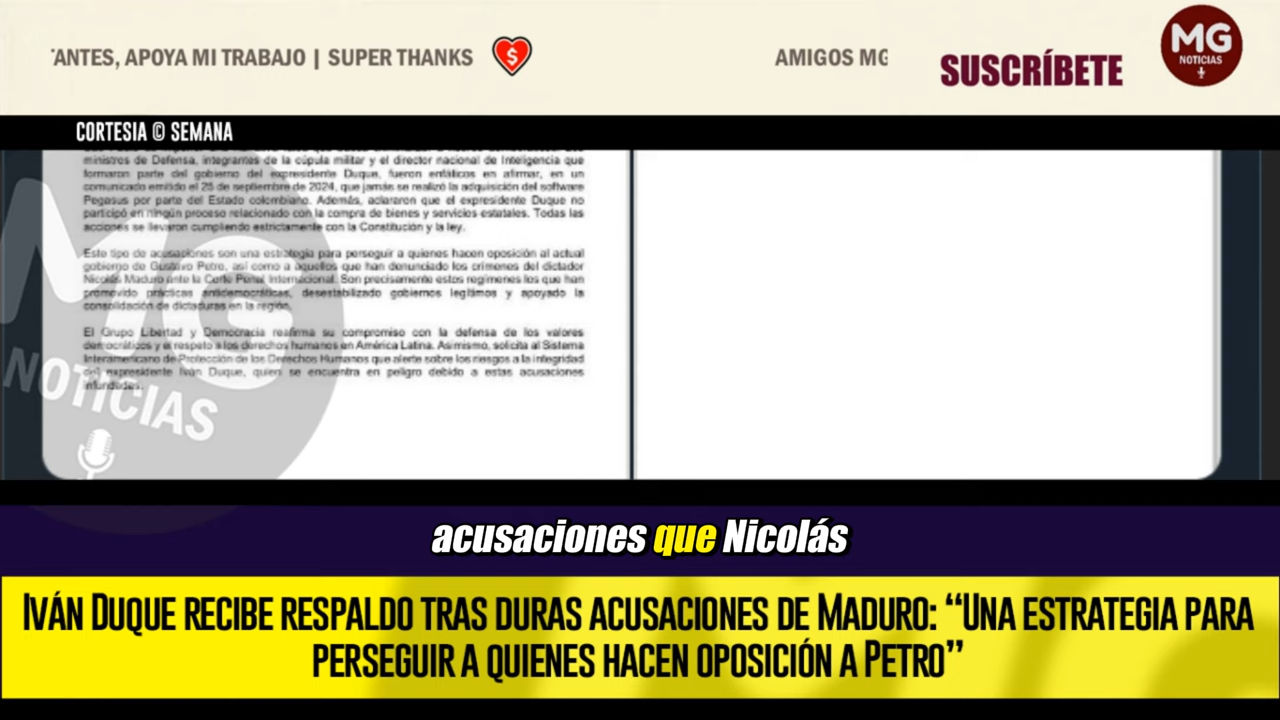 'ANTES, APOYA MI TRABAJO | SUPER THANKS
$
AMIGOS MG
SUSCRÍBETE
MG
NOTICIAS
CORTESIA © SEMANA
ministros de Defensa, integrantes de la cúpula militar y el director nacional de Inteligencia que
formaron parte del gobierno del expresidente Duque, fueron enfáticos en afirmar, en un
comunicado emitido el 25 de septiembre de 2024, que jamás se realizó la adquisición del software
Pegasus por parte del Estado colombiano. Además, aclararon que el expresidente Duque no
participó en ningún proceso relacionado con la compra de bienes y servicios estatales. Todas las
acciones se llevaron cumpliendo estrictamente con la Constitución y la ley.
Este tipo de acusaciones son una estrategia para perseguir a quienes hacen oposición al actual
gobierno de Gustavo Petro, así como a aquellos que han denunciado los crímenes del dictador
Nicolás Maduro ante la Corte Penal Internacional. Son precisamente estos regímenes los que han
promovido prácticas antidemocráticas, desestabilizado gobiernos legítimos y apoyado la
consolidación de dictaduras en la región.
El Grupo Libertad y Democracia reafirma su compromiso con la defensa de los valores
democráticos y el respeto a los derechos humanos en América Latina. Asimismo, solicita al Sistema
Interamericano de Protección de los Derechos Humanos que alerte sobre los riesgos a la integridad
del expresidente Iván Duque, quien se encuentra en peligro debido a estas acusaciones
infundadas.
MG
NOTICIAS
acusaciones que Nicolás
IVÁN DUQUE RECIBE RESPALDO TRAS DURAS ACUSACIONES DE MADURO: “UNA ESTRATEGIA PARA
PERSEGUIR A QUIENES HACEN OPOSICIÓN A PETRO”